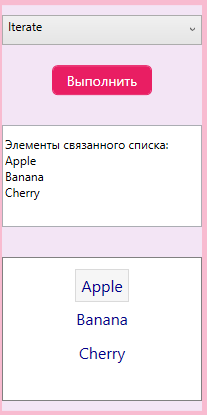 Iterate
Выполнить
Элементы связанного списка:
Apple
Banana
Cherry
Apple
Banana
Cherry